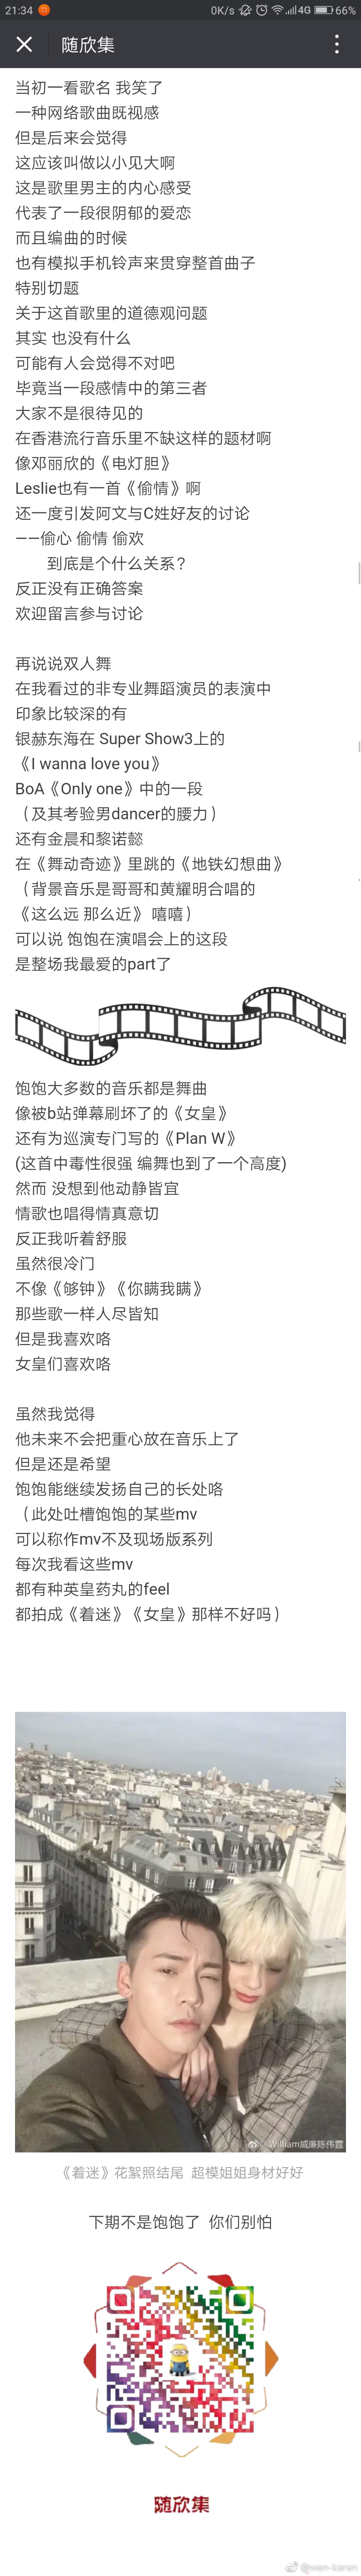 21:34
0K/s
4G
66%
随欣集
当初一看歌名 我笑了
一种网络歌曲既视感
但是后来会觉得
这应该叫做以小见大啊
这是歌里男主的内心感受
代表了一段很阴郁的爱恋
而且编曲的时候
也有模拟手机铃声来贯穿整首曲子
特别切题
关于这首歌里的道德观问题
其实 也没有什么
可能有人会觉得不对吧
毕竟当一段感情中的第三者
大家不是很待见的
在香港流行音乐里不缺这样的题材啊
像邓丽欣的《电灯胆》
Leslie也有一首《偷情》啊
还一度引发阿文与C姓好友的讨论
——偷心 偷情 偷欢
到底是个什么关系?
反正没有正确答案
欢迎留言参与讨论
再说说双人舞
在我看过的非专业舞蹈演员的表演中
印象比较深的有
银赫东海在 Super Show3上的
《I wanna love you》
BoA《Only one》中的一段
（及其考验男dancer的腰力）
还有金晨和黎诺懿
在《舞动奇迹》里跳的《地铁幻想曲》
（背景音乐是哥哥和黄耀明合唱的
《这么远 那么近》 嘻嘻）
可以说 饱饱在演唱会上的这段
是整场我最爱的part了
饱饱大多数的音乐都是舞曲
像被b站弹幕刷坏了的《女皇》
还有为巡演专门写的《Plan W》
(这首中毒性很强 编舞也到了一个高度)
然而 没想到他动静皆宜
情歌也唱得情真意切
反正我听着舒服
虽然很冷门
不像《够钟》《你瞒我瞒》
那些歌一样人尽皆知
但是我喜欢咯
女皇们喜欢咯
虽然我觉得
他未来不会把重心放在音乐上了
但是还是希望
饱饱能继续发扬自己的长处咯
（此处吐槽饱饱的某些mv
可以称作mv不及现场版系列
每次我看这些mv
都有种英皇药丸的feel
都拍成《着迷》《女皇》那样不好吗）
@William威廉陈伟霆
《着迷》花絮照结尾 超模姐姐身材好好
下期不是饱饱了 你们别怕
随欣集
@wen-karen